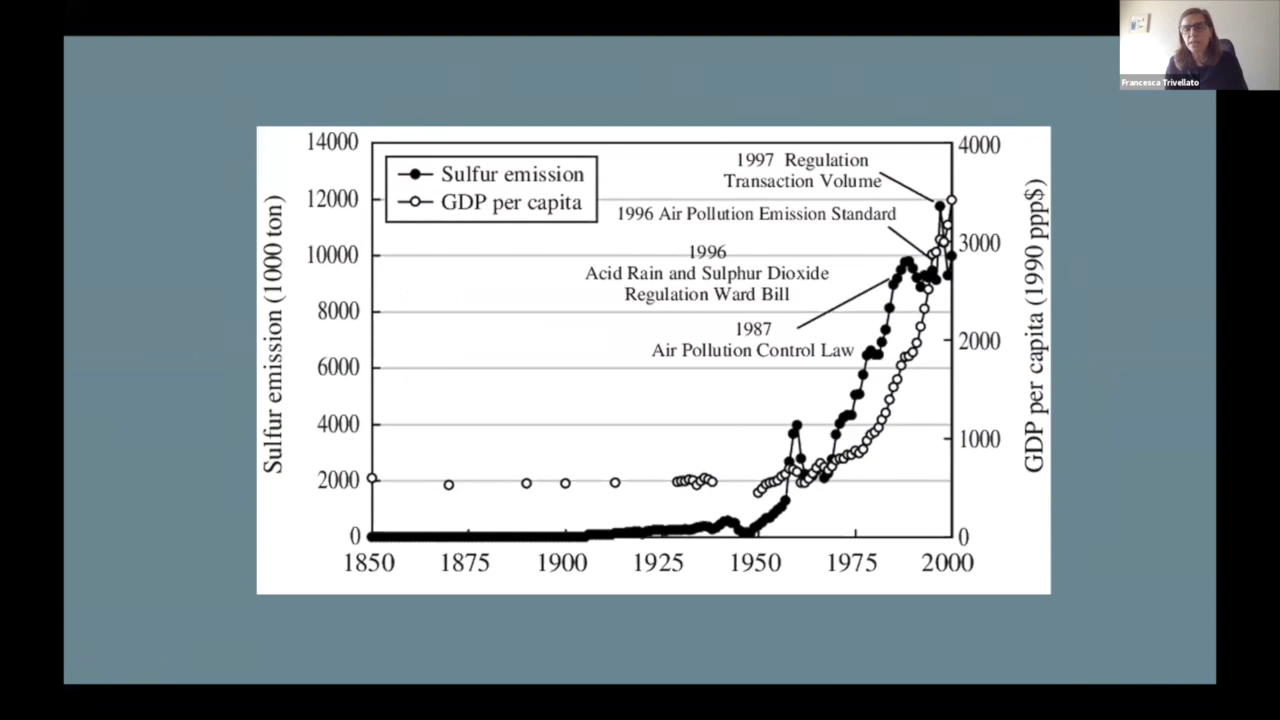 Francesca Trivellato
14000
12000
10000
8000
6000
4000
2000
0
Sulfur emission (1000 ton)
Sulfur emission
GDP per capita
1997 Regulation
Transaction Volume
1996 Air Pollution Emission Standard
1996
Acid Rain and Sulphur Dioxide
Regulation Ward Bill
1987
Air Pollution Control Law
4000
3000
2000
1000
0
GDP per capita (1990 ppp$)
1850 1875 1900 1925 1950 1975 2000